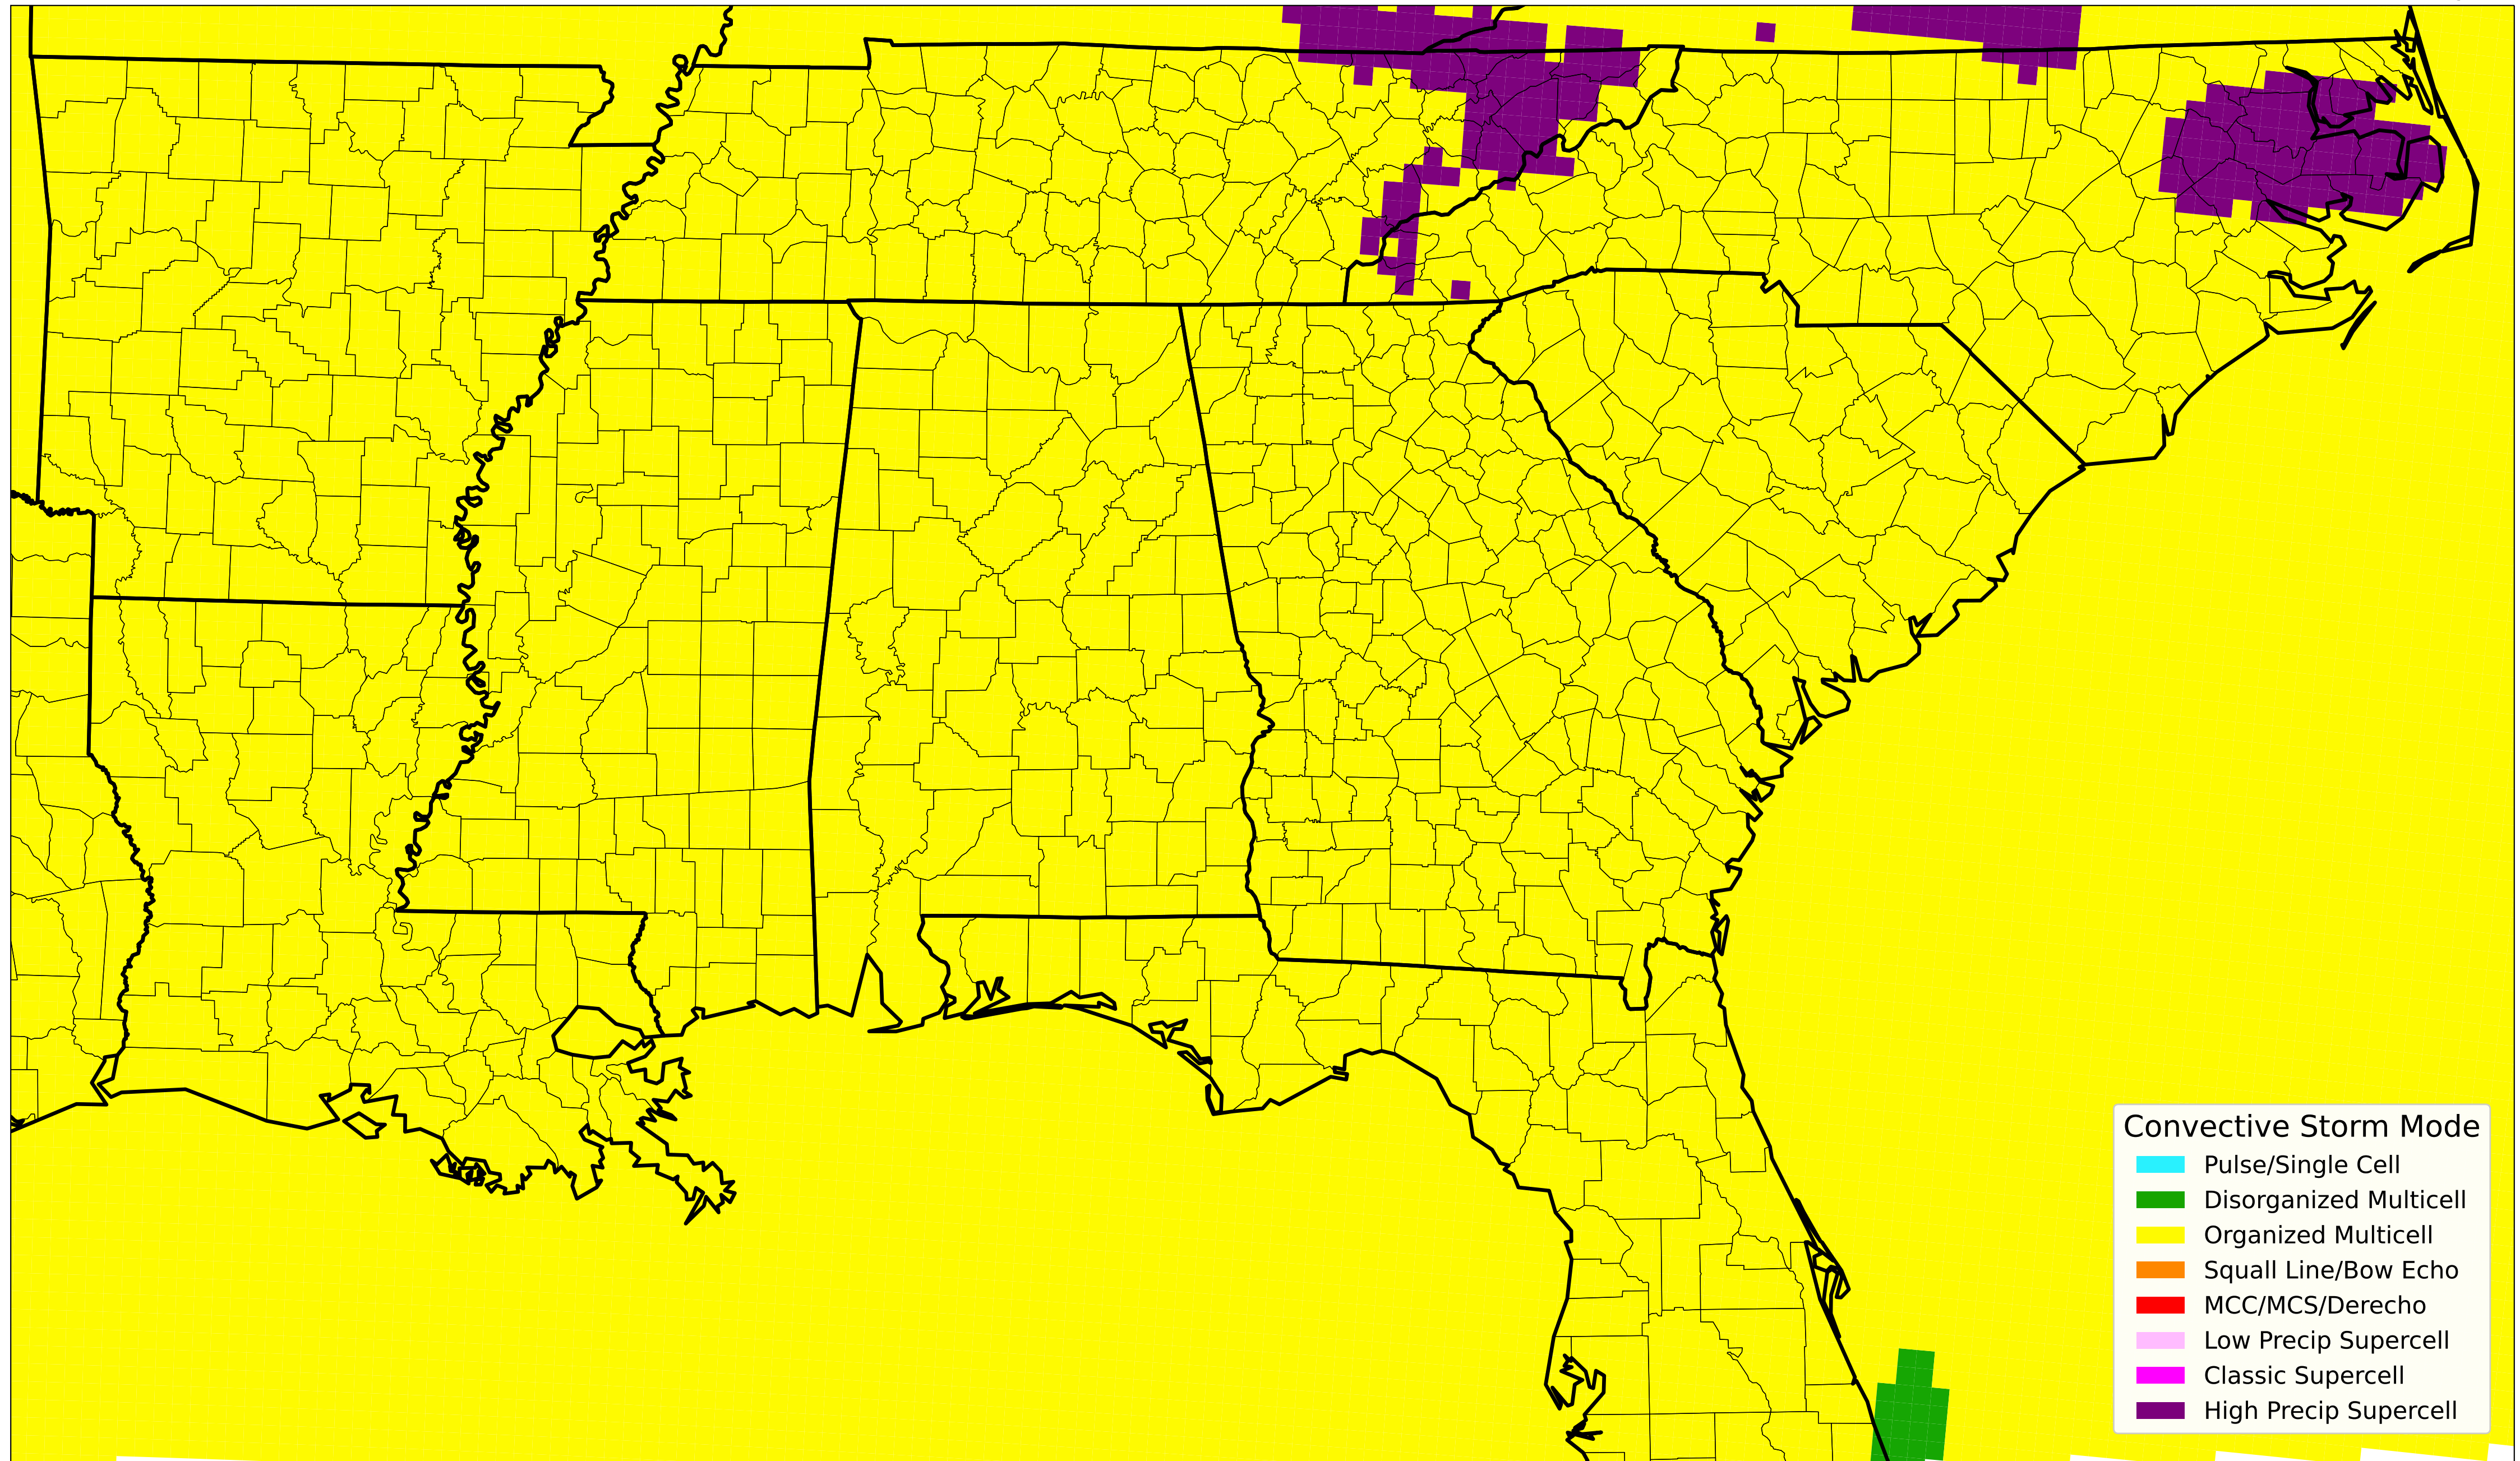 Convective Storm Mode
Pulse/Single Cell
Disorganized Multicell
Organized Multicell
Squall Line/Bow Echo
MCC/MCS/Derecho
Low Precip Supercell
Classic Supercell
High Precip Supercell